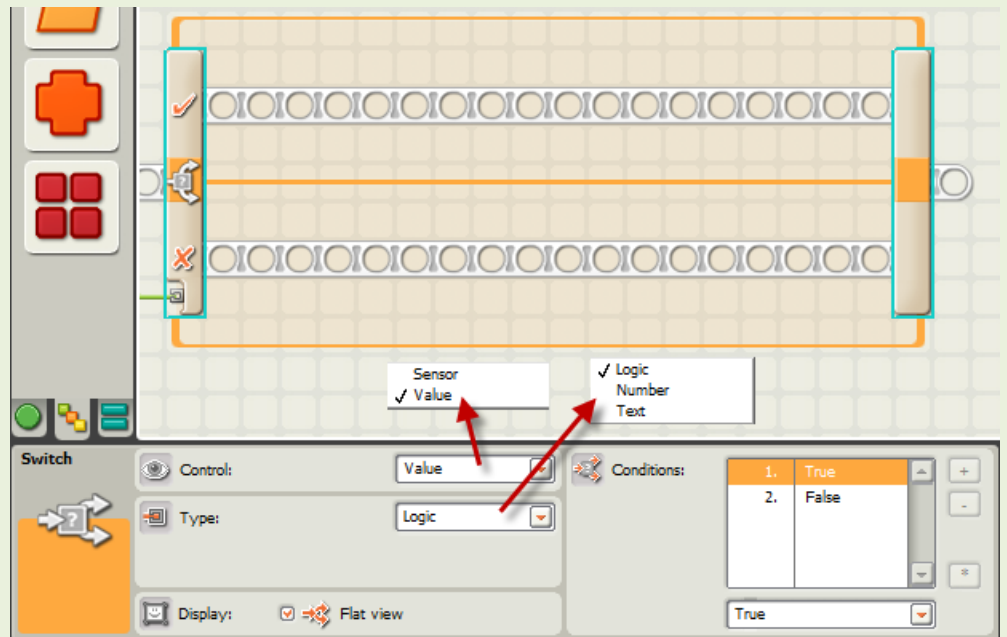 Sensor
✓ Value
✓ Logic
Number
Text
Switch
Control:
Value
Type:
Logic
Display:
Flat view
Conditions:
1. True
2. False
+
-
*
True